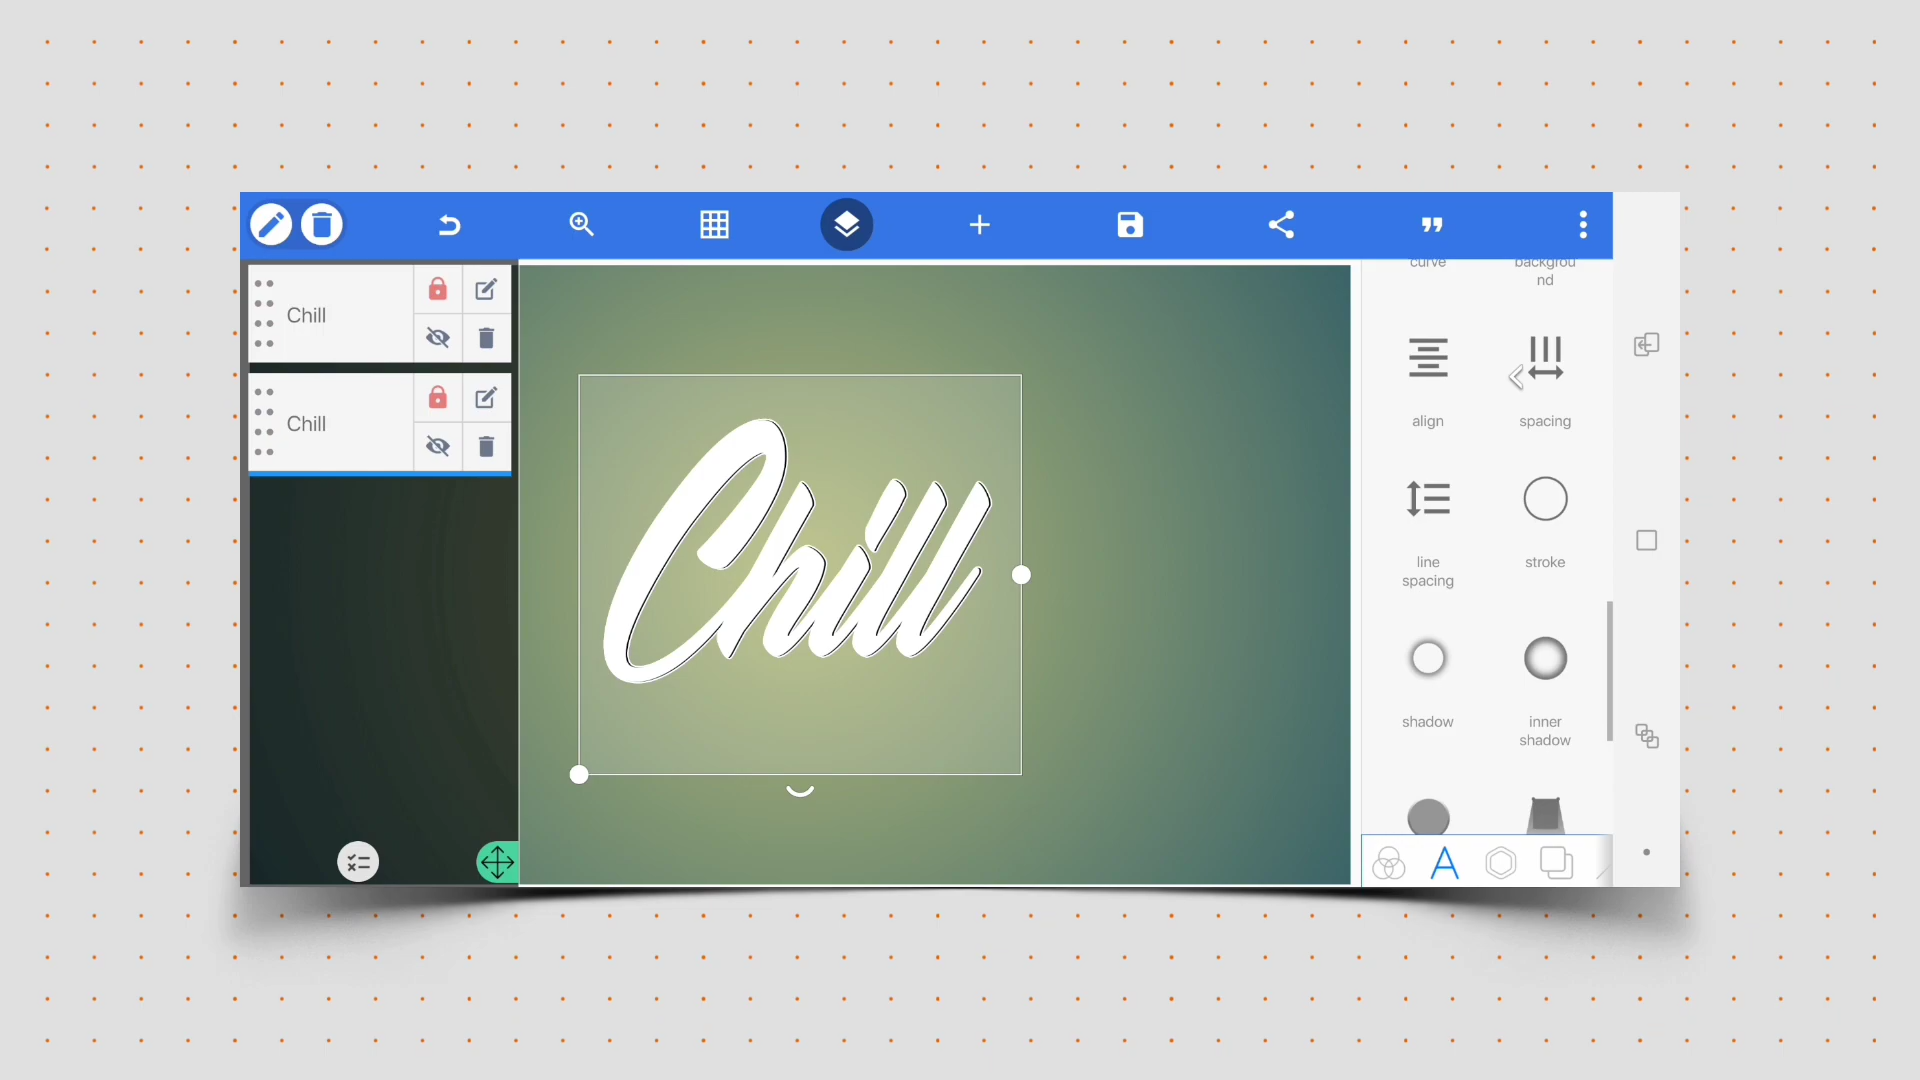 curve
backgrou
nd
Chill
align
spacing
Chill
Chill
line
spacing
stroke
shadow
inner
shadow